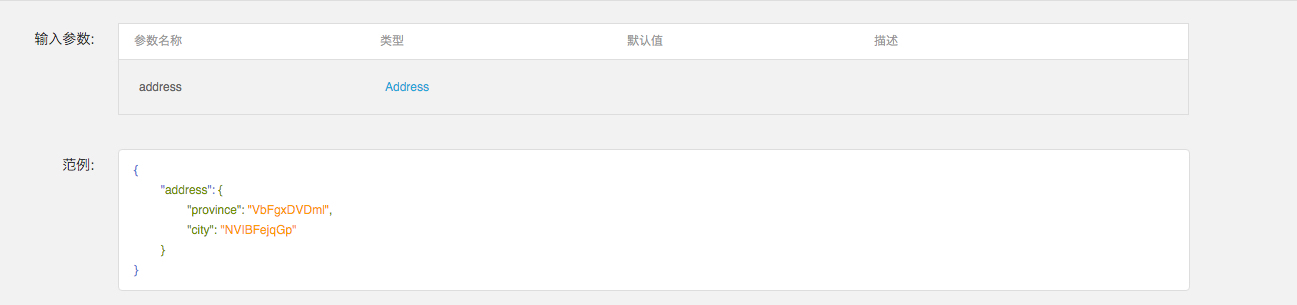 输入参数: 参数名称 类型 默认值 描述
address Address
范例: {
"address": {
"province": "VbFgxDVDml",
"city": "NVIBFejqGp"
}
}